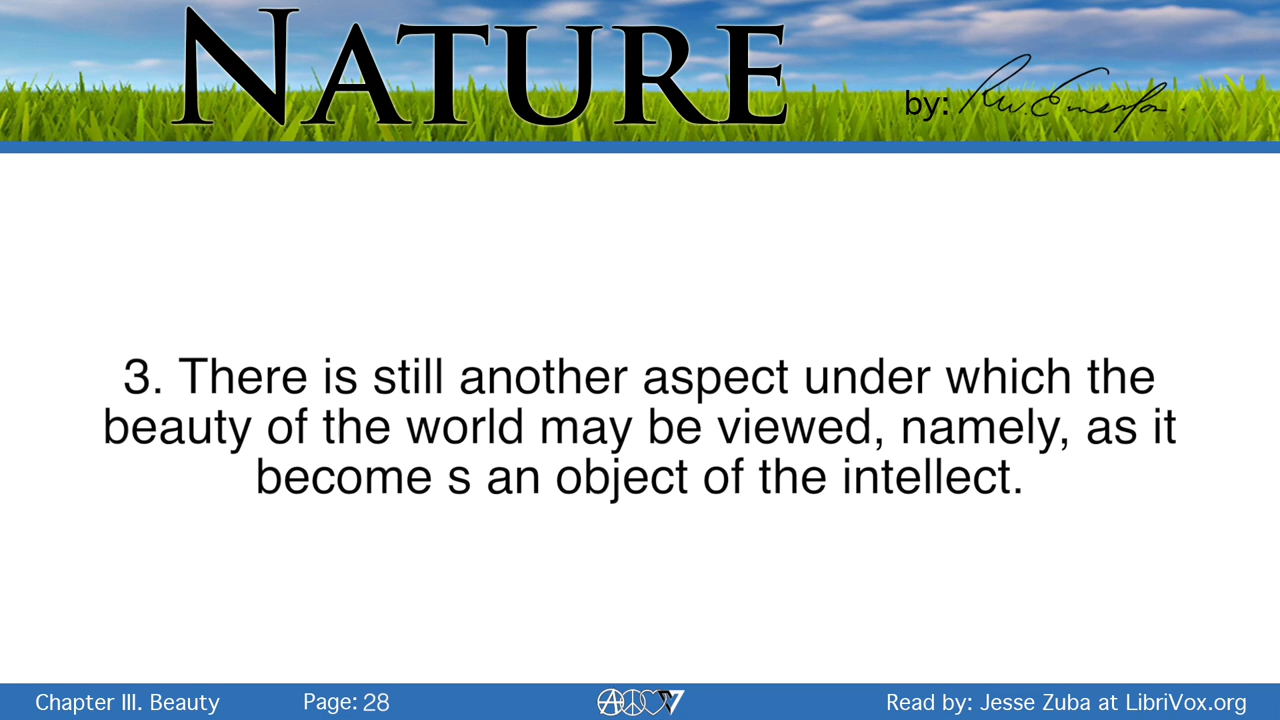 NATURE
by: R.W. Emerson.
3. There is still another aspect under which the
beauty of the world may be viewed, namely, as it
become s an object of the intellect.
Chapter III. Beauty
Page: 28
Read by: Jesse Zuba at LibriVox.org